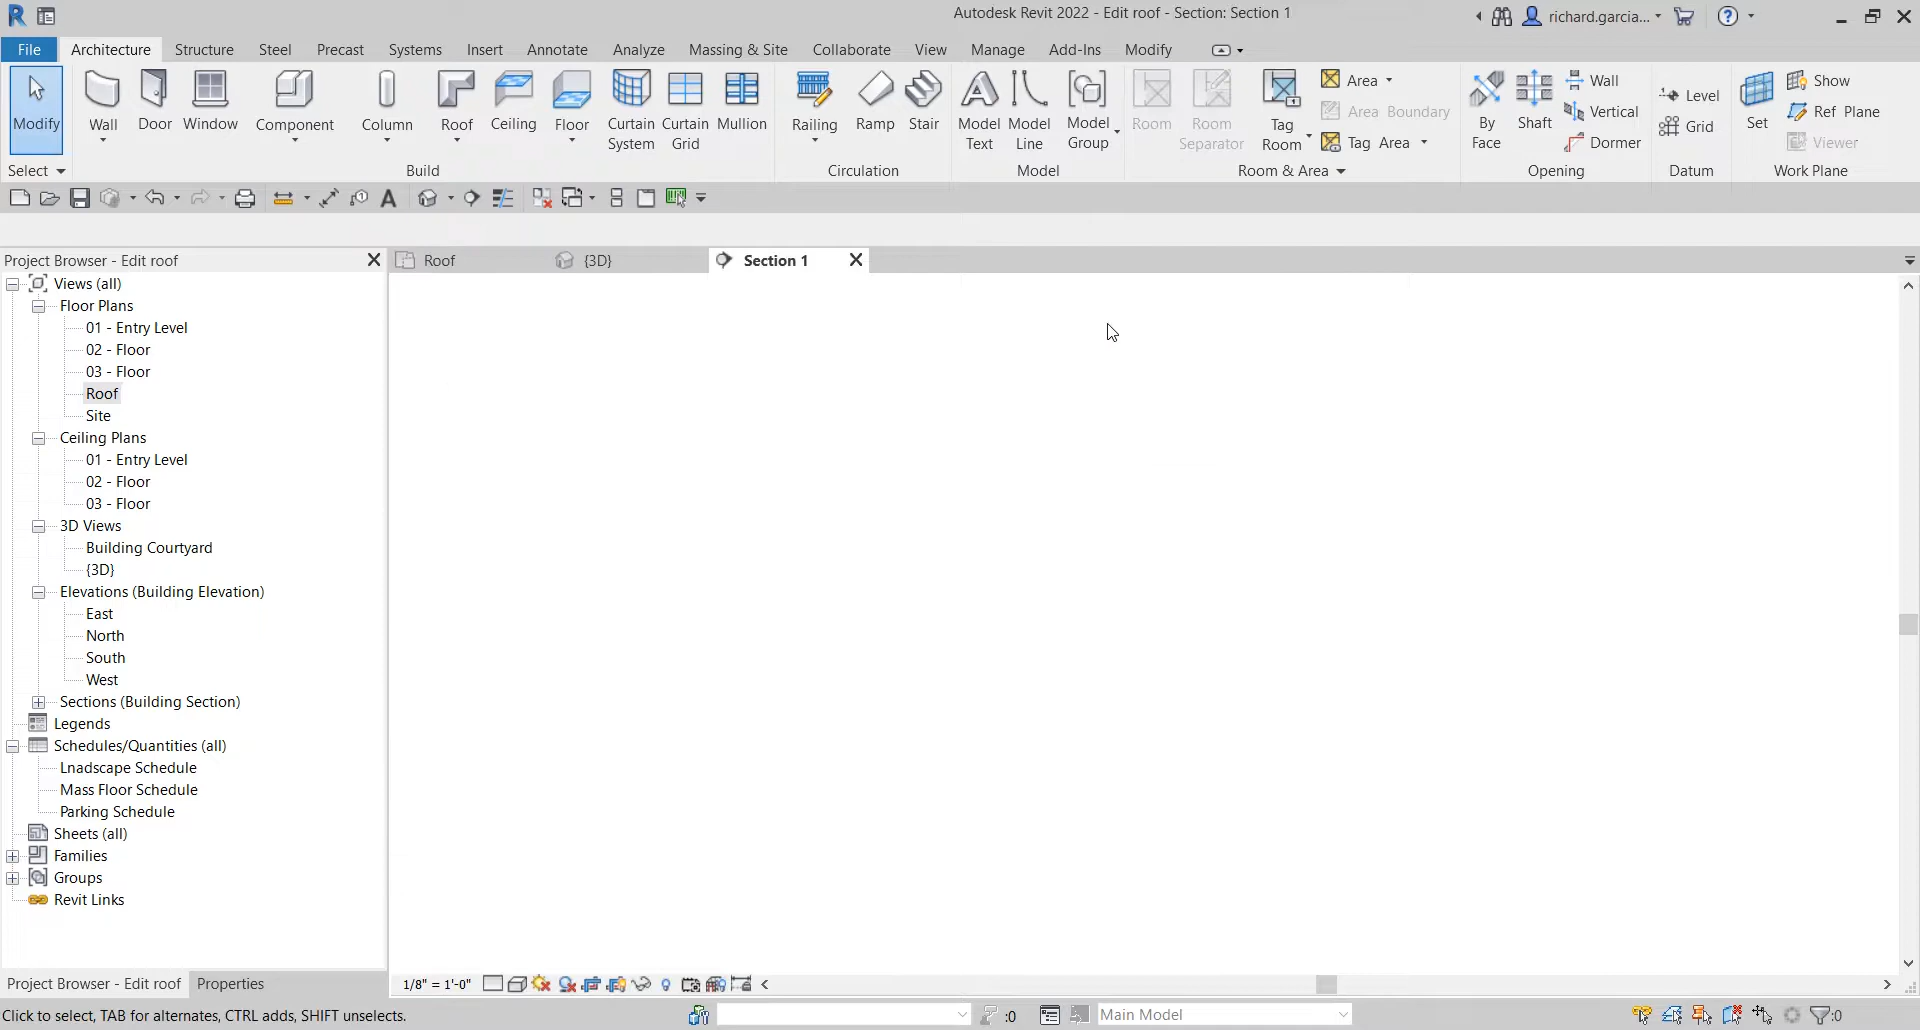 Autodesk Revit 2022 - Edit roof - Section: Section 1
richard.garcia...
File Architecture Structure Steel Precast Systems Insert Annotate Analyze Massing & Site Collaborate View Manage Add-Ins Modify
Modify
Wall
Door
Window
Component
Column
Roof
Ceiling
Floor
Curtain System
Curtain Grid
Mullion
Railing
Ramp
Stair
Model Text
Model Line
Model Group
Room
Room Separator
Tag Room
Area
Area Boundary
Tag Area
By Face
Shaft
Wall
Vertical
Dormer
Level
Grid
Set
Show
Ref Plane
Viewer
Select
Build
Circulation
Model
Room & Area
Opening
Datum
Work Plane
Project Browser - Edit roof
Roof
{3D}
Section 1
Views (all)
Floor Plans
01 - Entry Level
02 - Floor
03 - Floor
Roof
Site
Ceiling Plans
01 - Entry Level
02 - Floor
03 - Floor
3D Views
Building Courtyard
{3D}
Elevations (Building Elevation)
East
North
South
West
Sections (Building Section)
Legends
Schedules/Quantities (all)
Lnadscape Schedule
Mass Floor Schedule
Parking Schedule
Sheets (all)
Families
Groups
Revit Links
Project Browser - Edit roof
Properties
1/8" = 1'-0"
Click to select, TAB for alternates, CTRL adds, SHIFT unselects.
:0
Main Model
:0